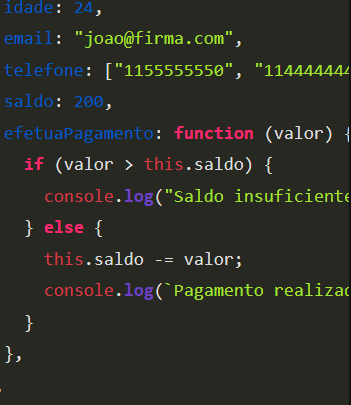 idade: 24,
email: "joao@firma.com",
telefone: ["1155555550", "114444444
saldo: 200,
efetuaPagamento: function (valor) {
if (valor > this.saldo) {
console.log("Saldo insuficiente
} else {
this.saldo -= valor;
console.log(`Pagamento realizad
}
},